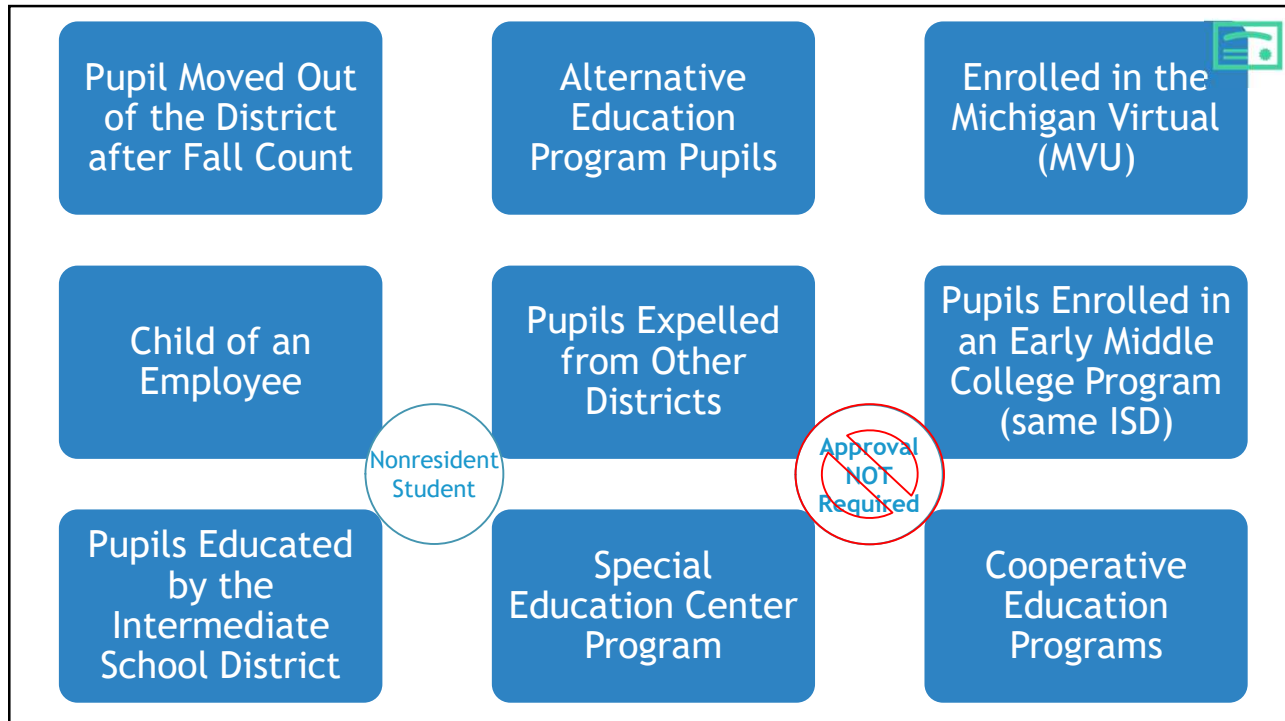 Pupil Moved Out
of the District
after Fall Count
Alternative
Education
Program Pupils
Enrolled in the
Michigan Virtual
(MVU)
Child of an
Employee
Pupils Expelled
from Other
Districts
Pupils Enrolled in
an Early Middle
College Program
(same ISD)
Nonresident
Student
Approval
NOT
Required
Pupils Educated
by the
Intermediate
School District
Special
Education Center
Program
Cooperative
Education
Programs